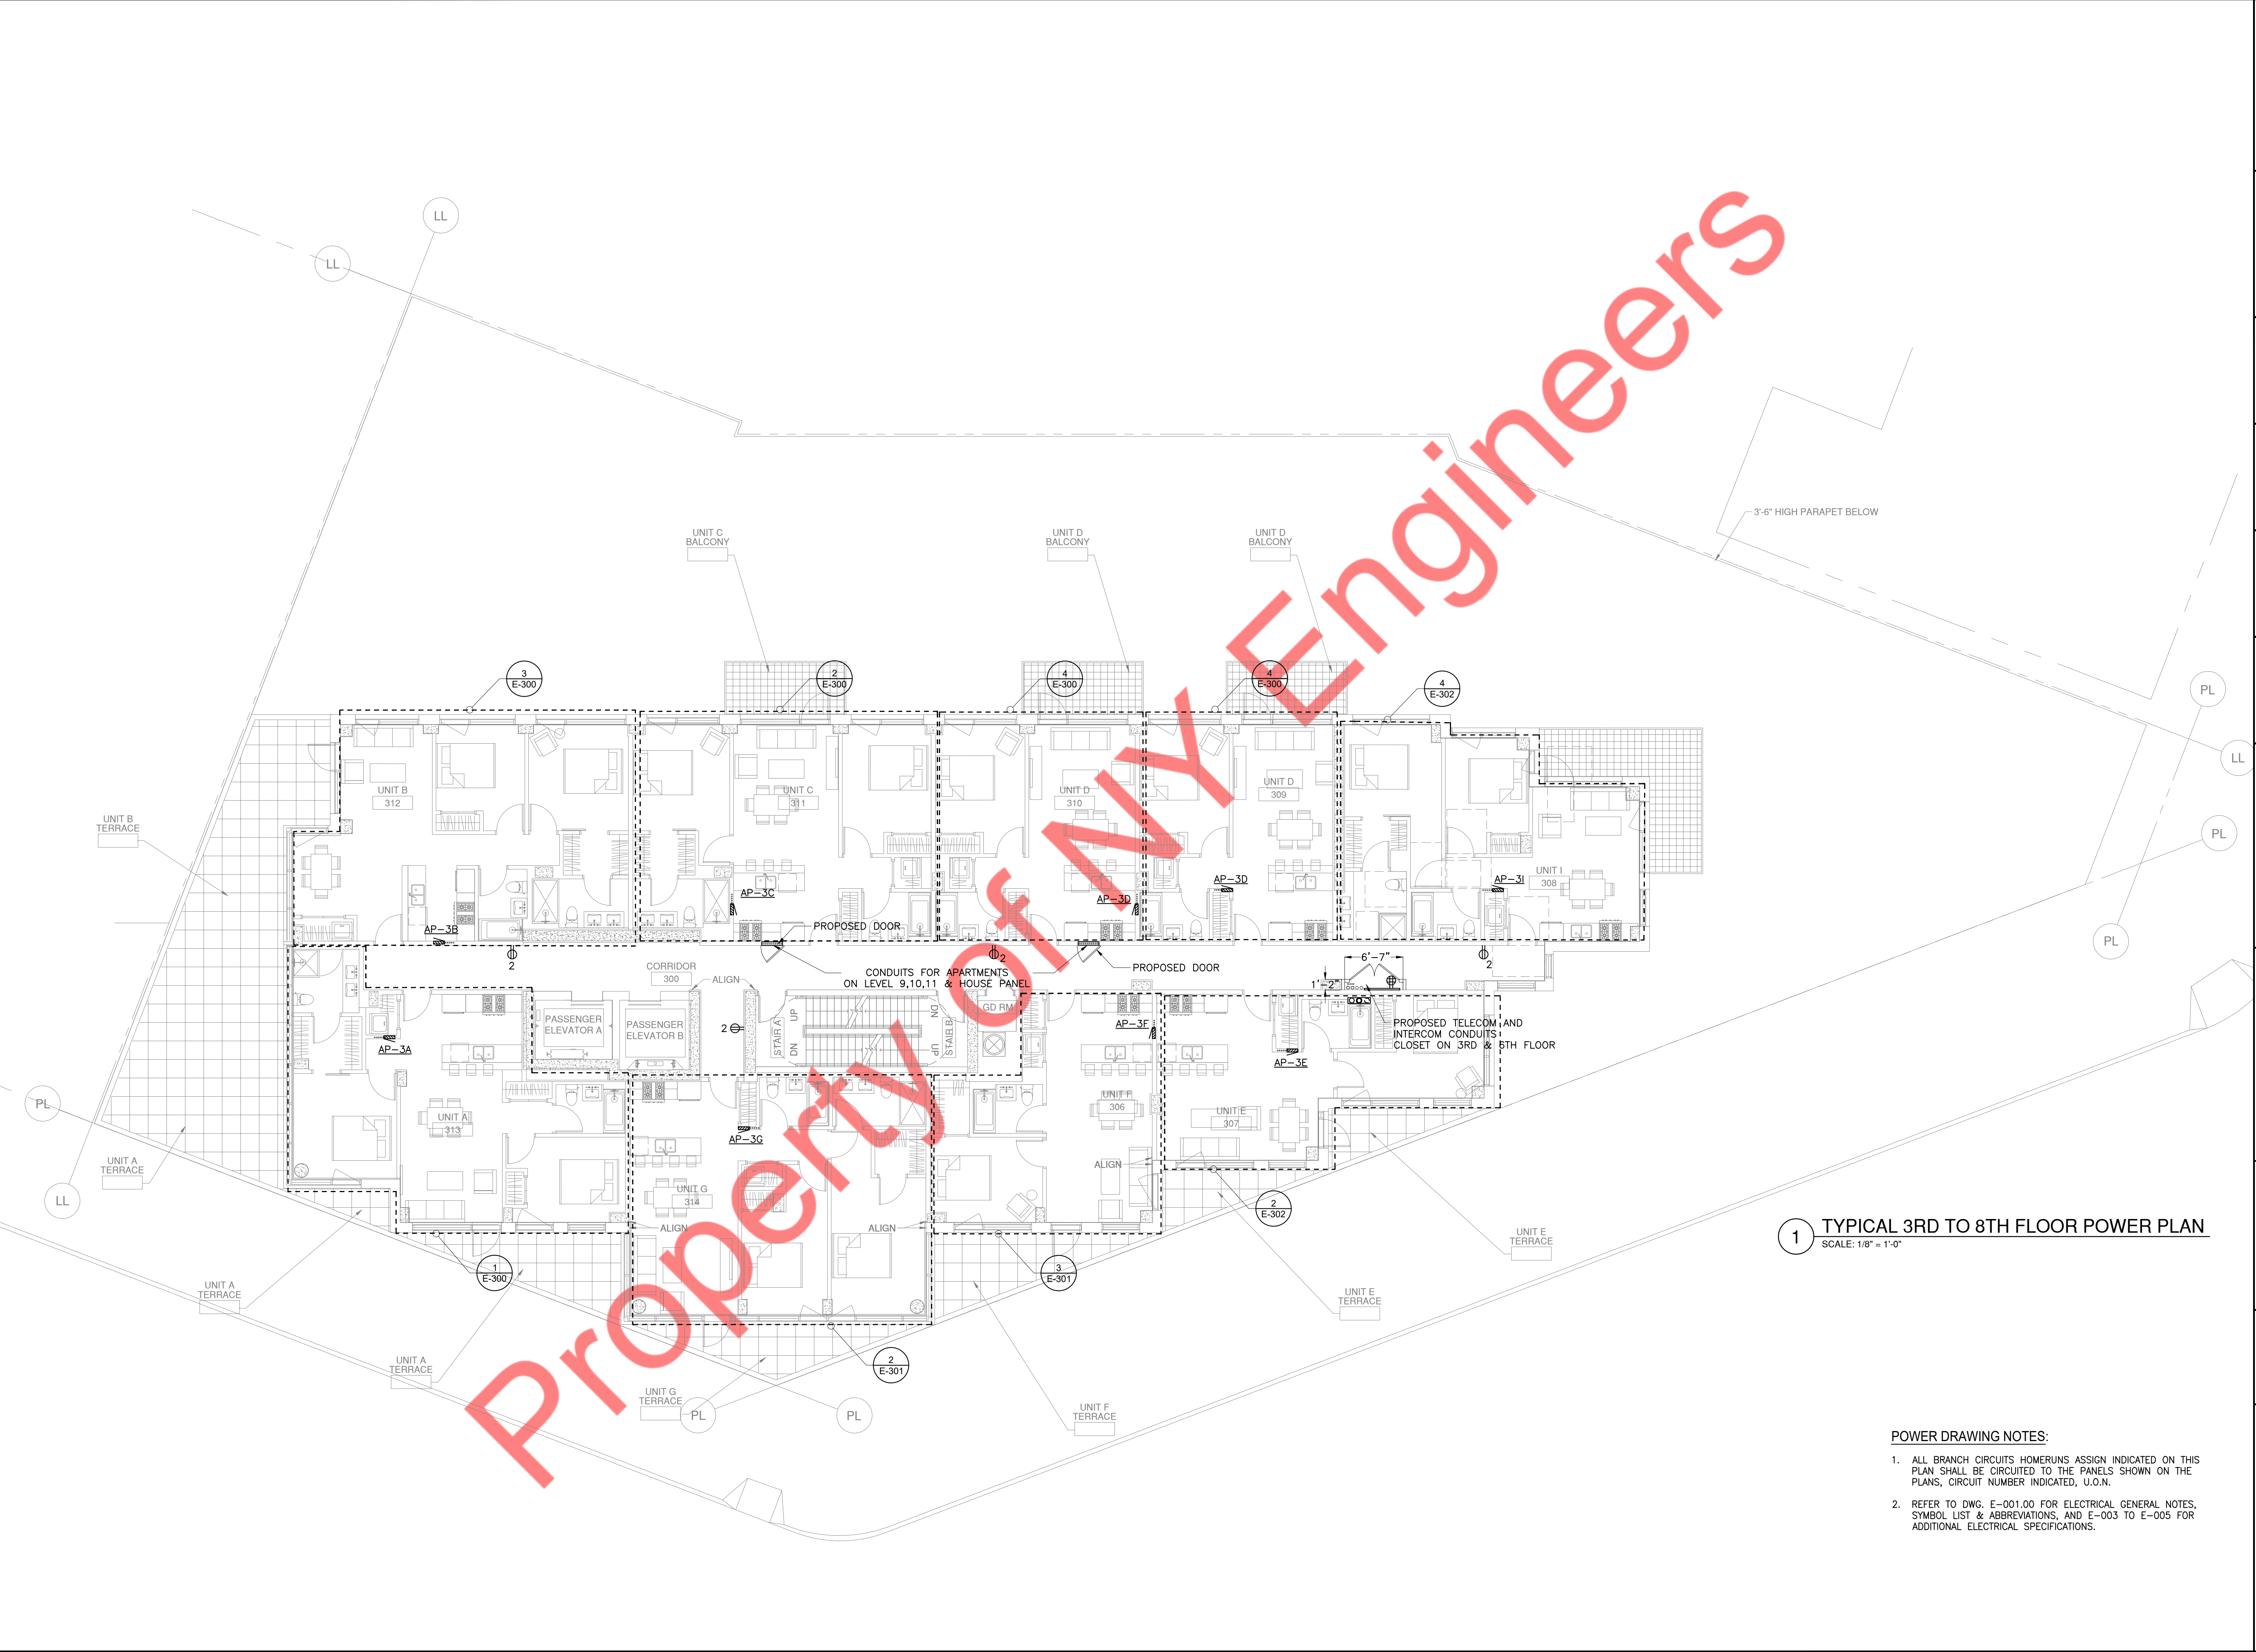 LL
LL
3'-6" HIGH PARAPET BELOW
UNIT C
BALCONY
UNIT D
BALCONY
UNIT D
BALCONY
3
E-300
2
E-300
4
E-300
4
E-300
4
E-302
PL
LL
PL
PL
UNIT B
TERRACE
UNIT B
312
UNIT C
311
UNIT D
310
UNIT D
309
UNIT I
308
AP-3B
AP-3C
AP-3D
AP-3D
AP-3I
PROPOSED DOOR
2
2
2
CORRIDOR
300
ALIGN
CONDUITS FOR APARTMENTS
ON LEVEL 9,10,11 & HOUSE PANEL
PROPOSED DOOR
6'-7"
1'-2"
PASSENGER
ELEVATOR A
PASSENGER
ELEVATOR B
2
STAIR A
DN
UP
DN
UP
STAIR B
GD RM
AP-3F
PROPOSED TELECOM AND
INTERCOM CONDUITS
CLOSET ON 3RD & 6TH FLOOR
AP-3A
AP-3E
PL
UNIT A
313
AP-3G
UNIT F
306
UNIT E
307
UNIT A
TERRACE
ALIGN
LL
UNIT G
314
ALIGN
ALIGN
2
E-302
UNIT E
TERRACE
1
E-300
3
E-301
UNIT A
TERRACE
UNIT E
TERRACE
UNIT A
TERRACE
2
E-301
UNIT G
TERRACE
PL
PL
UNIT F
TERRACE
1
TYPICAL 3RD TO 8TH FLOOR POWER PLAN
SCALE: 1/8" = 1'-0"
POWER DRAWING NOTES:
1. ALL BRANCH CIRCUITS HOMERUNS ASSIGN INDICATED ON THIS
PLAN SHALL BE CIRCUITED TO THE PANELS SHOWN ON THE
PLANS, CIRCUIT NUMBER INDICATED, U.O.N.
2. REFER TO DWG. E-001.00 FOR ELECTRICAL GENERAL NOTES,
SYMBOL LIST & ABBREVIATIONS, AND E-003 TO E-005 FOR
ADDITIONAL ELECTRICAL SPECIFICATIONS.
Property of NY Engineers